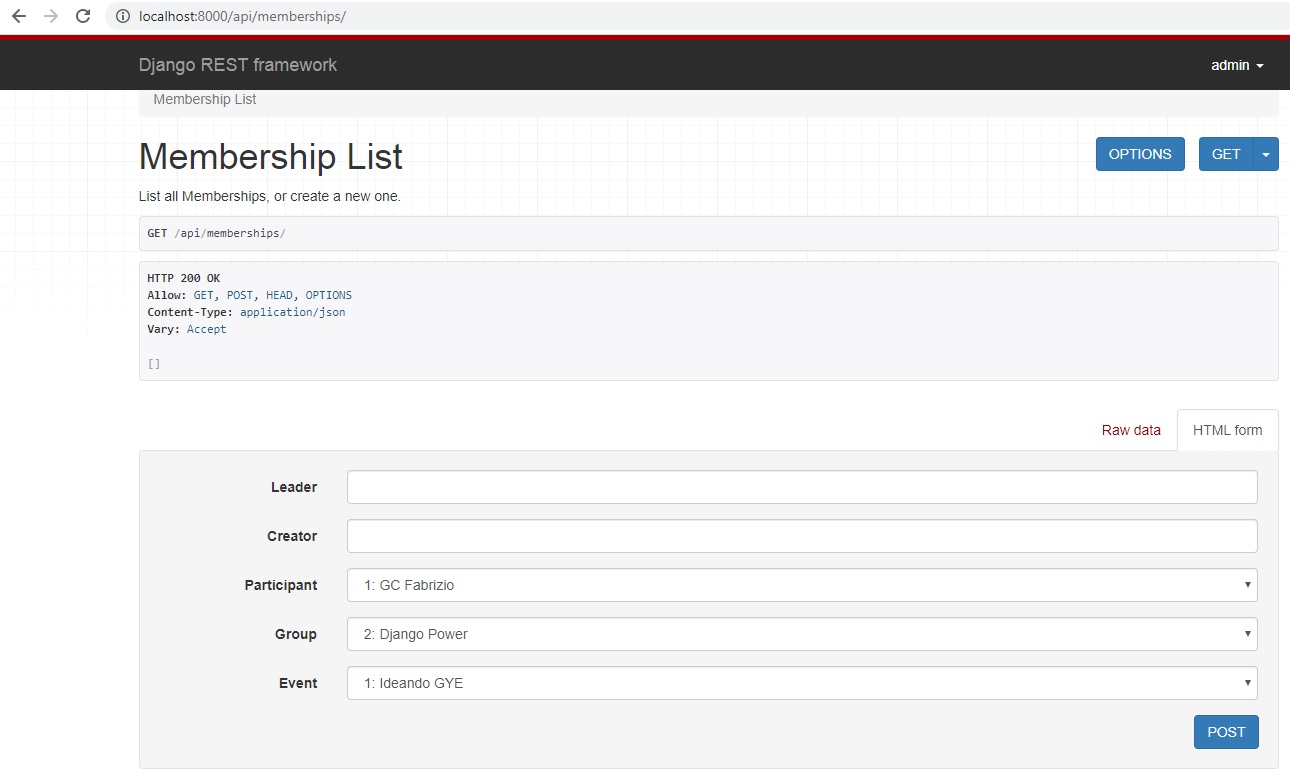 localhost:8000/api/memberships/
Django REST framework
admin
Membership List
Membership List
OPTIONS
GET
List all Memberships, or create a new one.
GET /api/memberships/
HTTP 200 OK
Allow: GET, POST, HEAD, OPTIONS
Content-Type: application/json
Vary: Accept
[]
Raw data
HTML form
Leader
Creator
Participant
1: GC Fabrizio
Group
2: Django Power
Event
1: Ideando GYE
POST